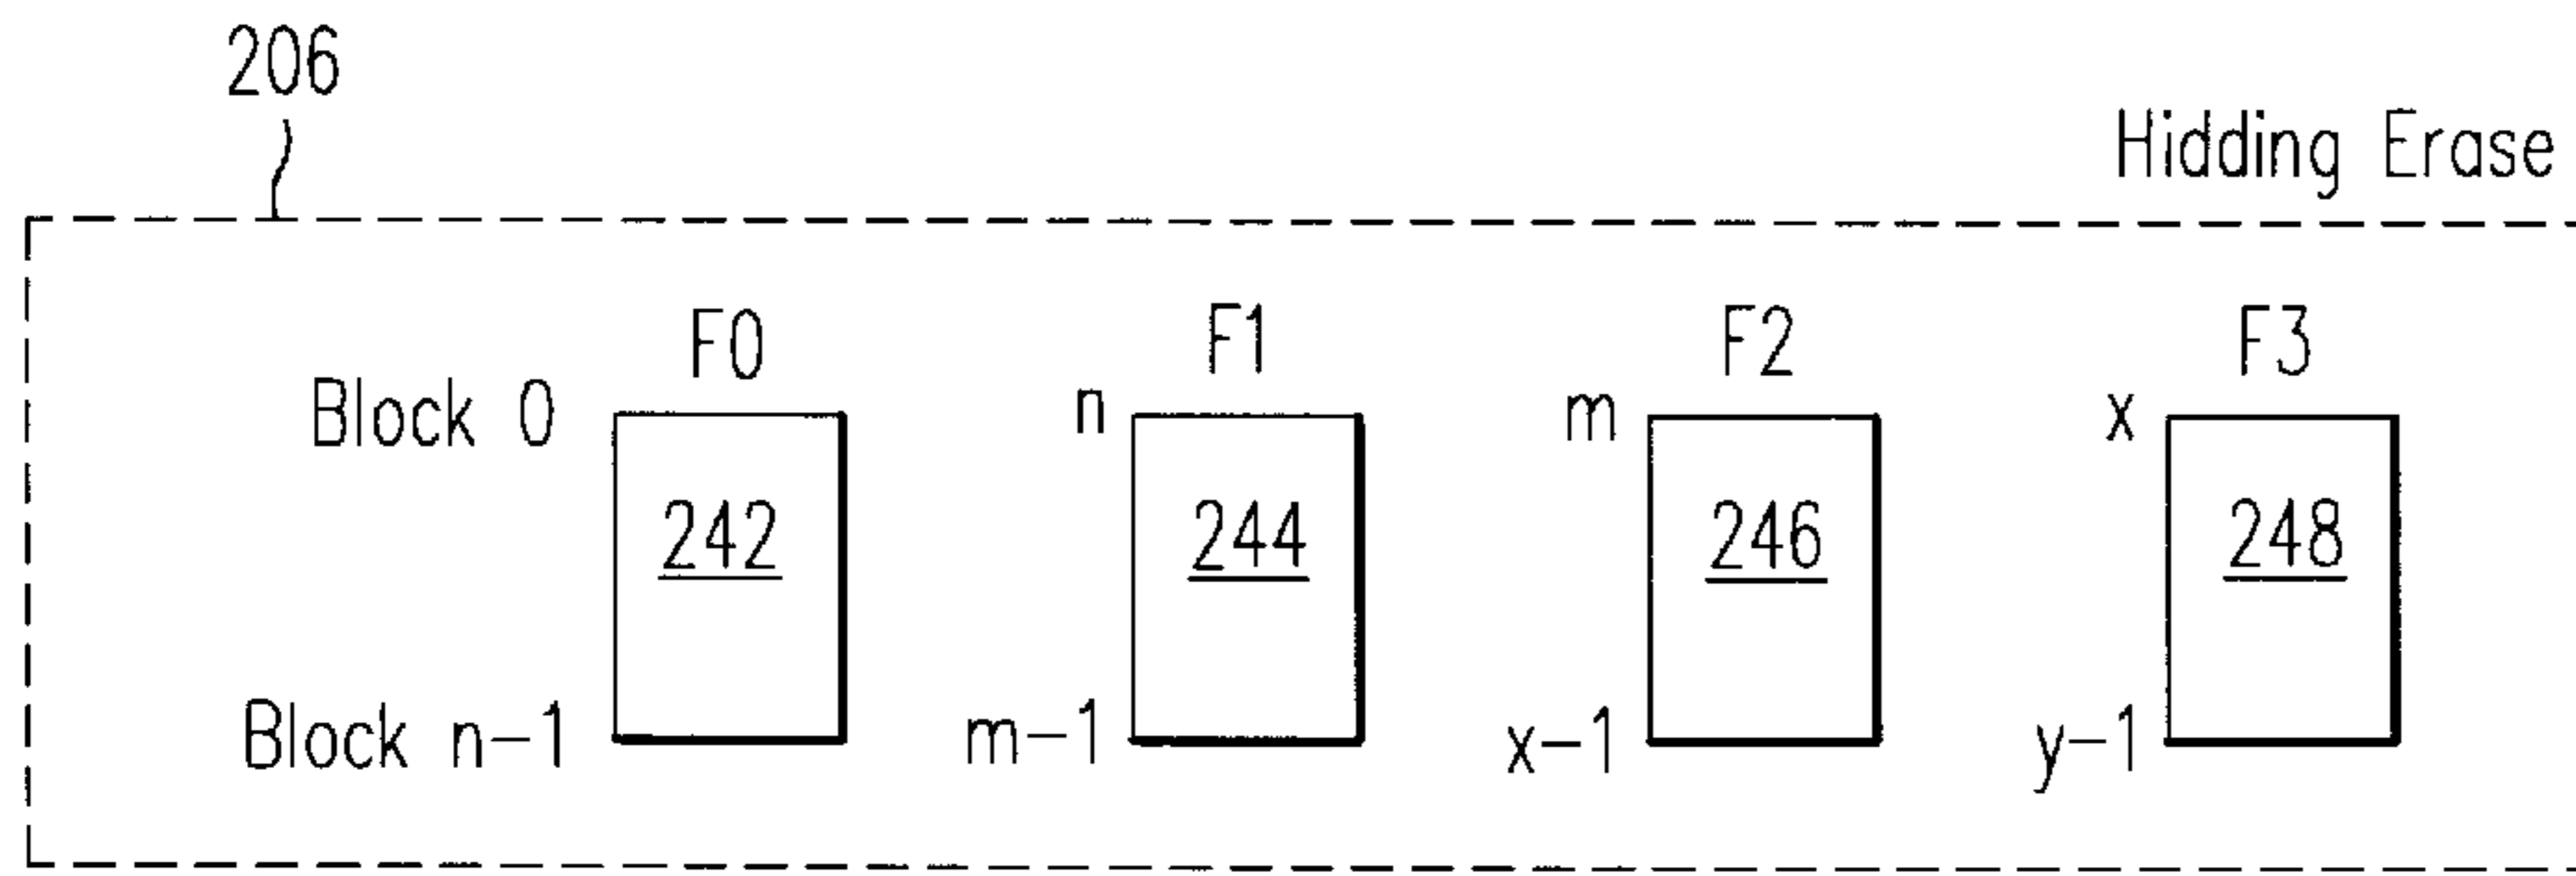 206
Hidding Erase
F0 F1 F2 F3
Block 0 n m x
242 244 246 248
Block n-1 m-1 x-1 y-1